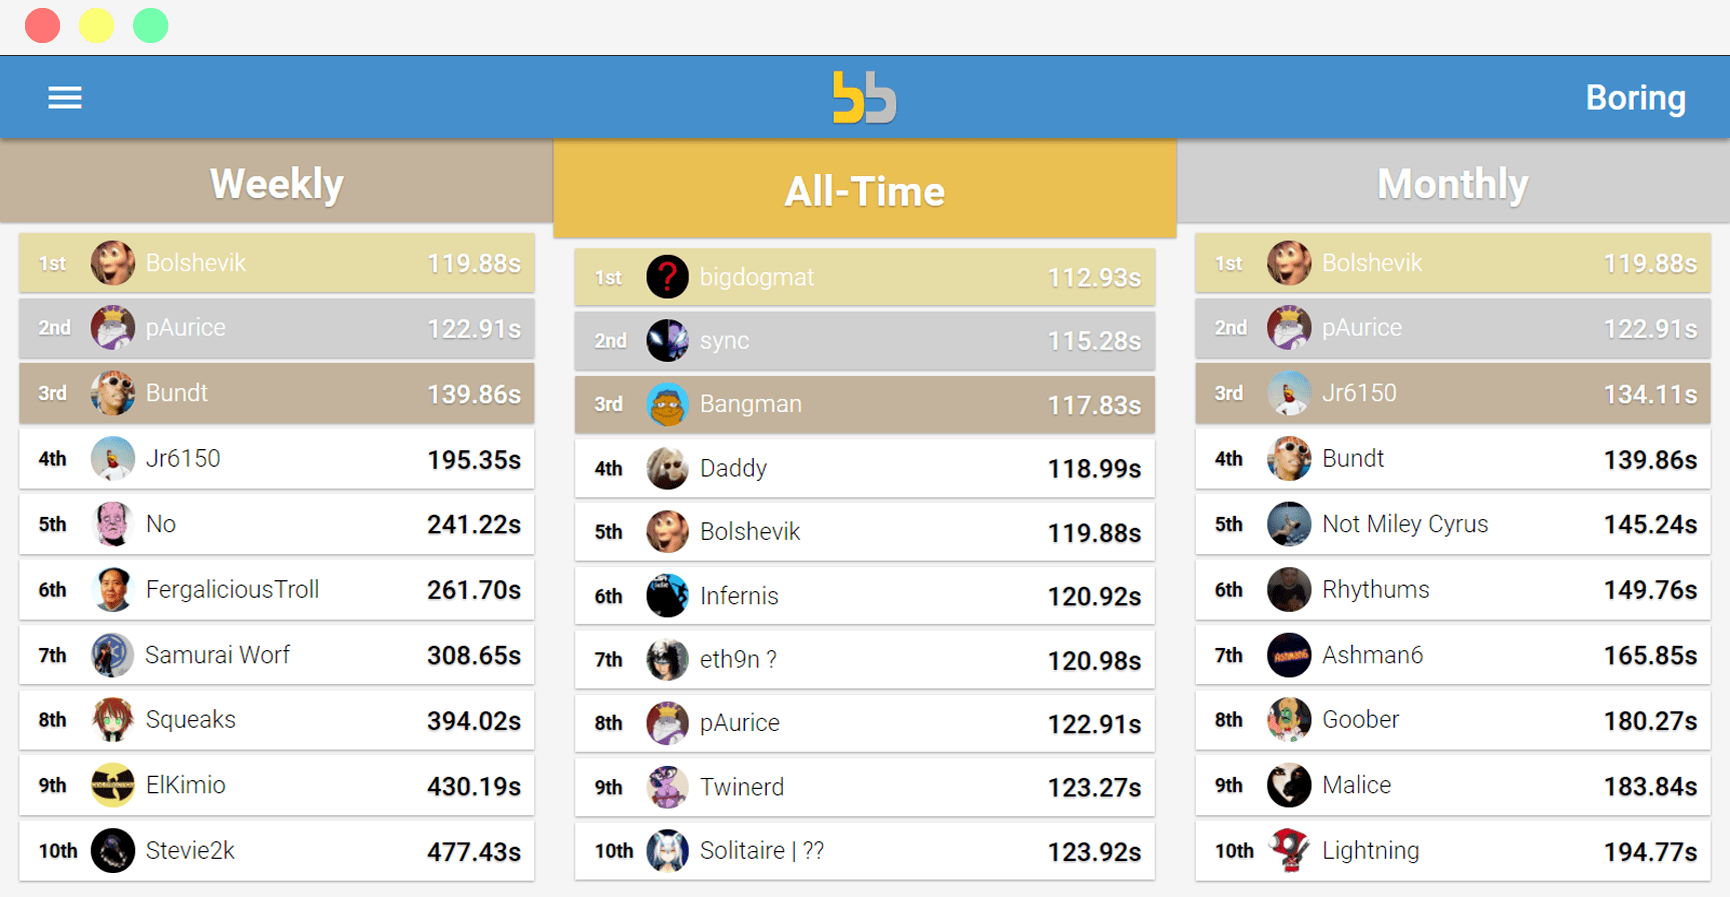 bb
Boring
Weekly
1st Bolshevik 119.88s
2nd pAurice 122.91s
3rd Bundt 139.86s
4th Jr6150 195.35s
5th No 241.22s
6th FergaliciousTroll 261.70s
7th Samurai Worf 308.65s
8th Squeaks 394.02s
9th ElKimio 430.19s
10th Stevie2k 477.43s
All-Time
1st ? bigdogmat 112.93s
2nd sync 115.28s
3rd Bangman 117.83s
4th Daddy 118.99s
5th Bolshevik 119.88s
6th Infernis 120.92s
7th eth9n ? 120.98s
8th pAurice 122.91s
9th Twinerd 123.27s
10th Solitaire | ?? 123.92s
Monthly
1st Bolshevik 119.88s
2nd pAurice 122.91s
3rd Jr6150 134.11s
4th Bundt 139.86s
5th Not Miley Cyrus 145.24s
6th Rhythums 149.76s
7th ASHMAN6 Ashman6 165.85s
8th Goober 180.27s
9th Malice 183.84s
10th Lightning 194.77s